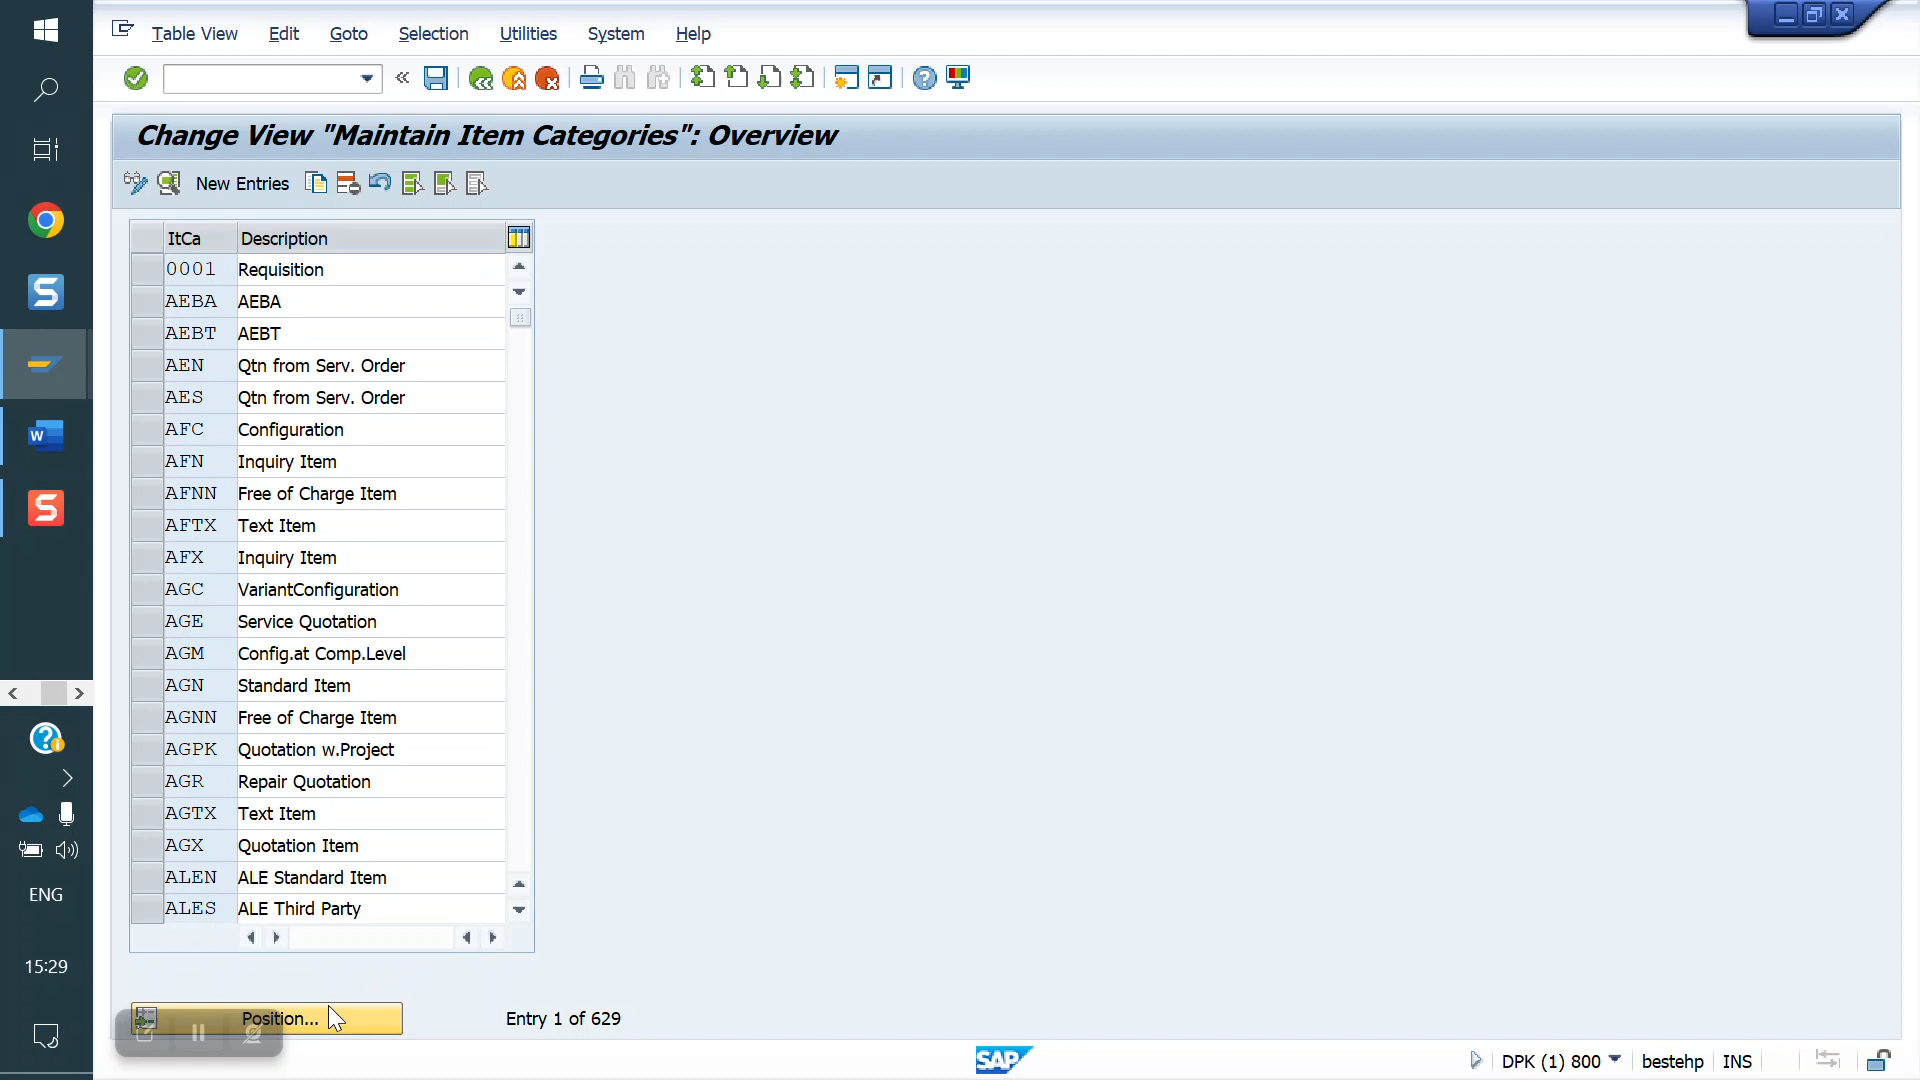 Table View Edit Goto Selection Utilities System Help
Change View "Maintain Item Categories": Overview
New Entries
ItCa Description
0001 Requisition
AEBA AEBA
AEBT AEBT
AEN Qtn from Serv. Order
AES Qtn from Serv. Order
AFC Configuration
AFN Inquiry Item
AFNN Free of Charge Item
AFTX Text Item
AFX Inquiry Item
AGC VariantConfiguration
AGE Service Quotation
AGM Config.at Comp.Level
AGN Standard Item
AGNN Free of Charge Item
AGPK Quotation w.Project
AGR Repair Quotation
AGTX Text Item
AGX Quotation Item
ALEN ALE Standard Item
ALES ALE Third Party
Position... Entry 1 of 629
SAP DPK (1) 800 bestehp INS
S
W
S
ENG
15:29